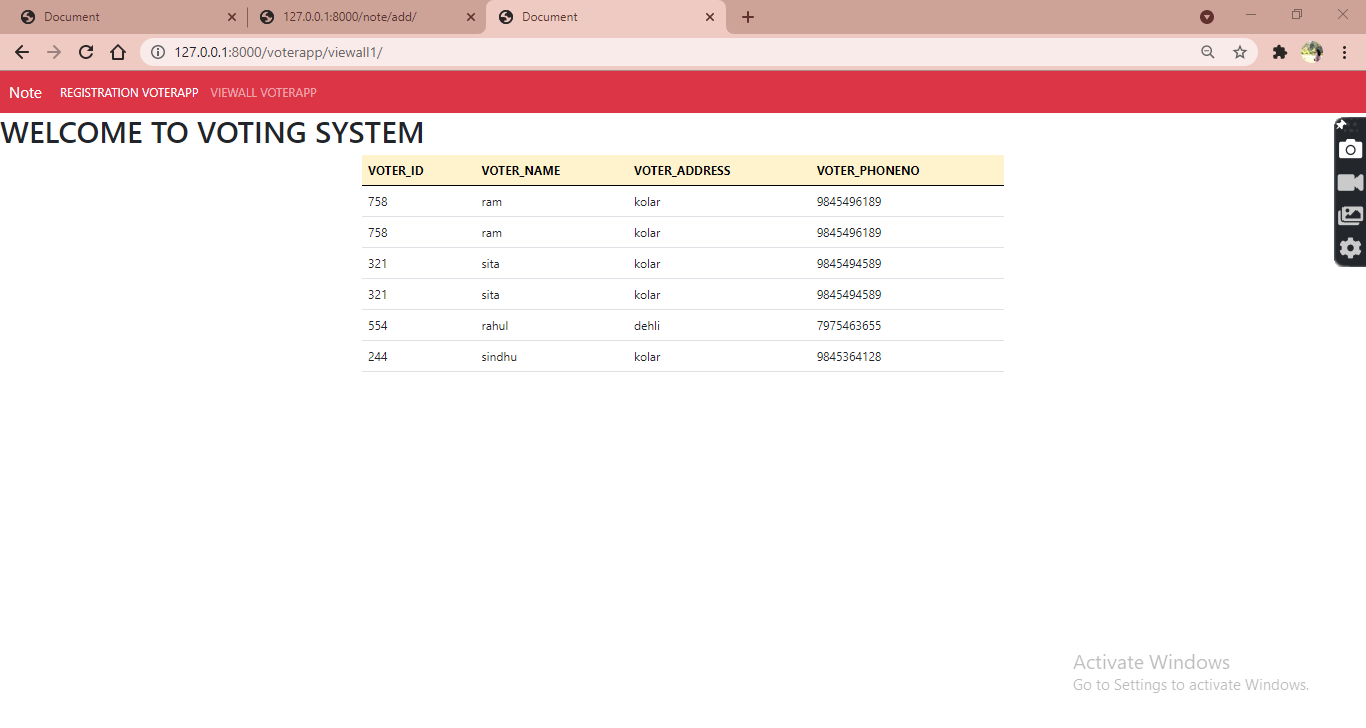 Document
127.0.0.1:8000/note/add/
Document
127.0.0.1:8000/voterapp/viewall1/
Note REGISTRATION VOTERAPP VIEWALL VOTERAPP
WELCOME TO VOTING SYSTEM
VOTER_ID VOTER_NAME VOTER_ADDRESS VOTER_PHONENO
758 ram kolar 9845496189
758 ram kolar 9845496189
321 sita kolar 9845494589
321 sita kolar 9845494589
554 rahul dehli 7975463655
244 sindhu kolar 9845364128
Activate Windows
Go to Settings to activate Windows.